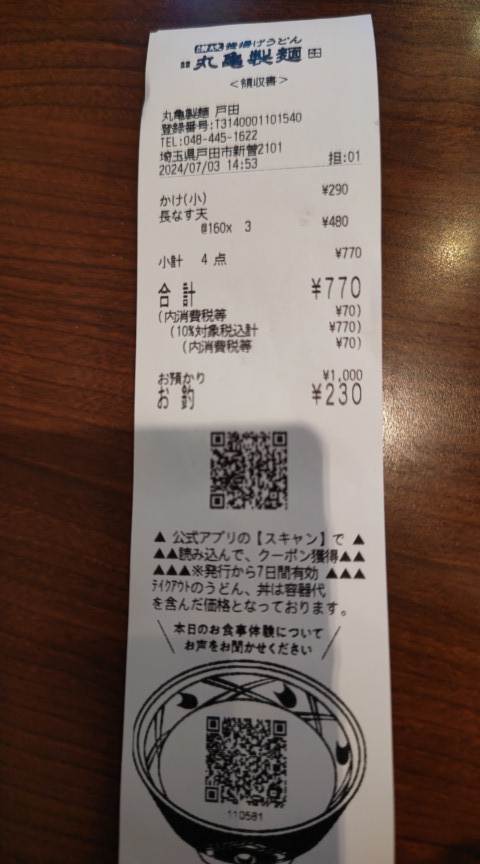 釜揚げうどん
丸亀製麺
<領収書>
丸亀製麺 戸田
登録番号:T3140001101540
TEL:048-445-1622
埼玉県戸田市新曽2101
2024/07/03 14:53 担:01
かけ(小) ¥290
長なす天
@160x 3 ¥480
小計 4 点 ¥770
合計 ¥770
(内消費税等 ¥70)
(10%対象税込計 ¥770)
(内消費税等 ¥70)
お預かり ¥1,000
お釣 ¥230
▲ 公式アプリの【スキャン】で ▲
▲▲読み込んで、クーポン獲得▲▲
▲▲▲※発行から7日間有効 ▲▲▲
テイクアウトのうどん、丼は容器代
を含んだ価格となっております。
本日のお食事体験について
お声をお聞かせください
110581